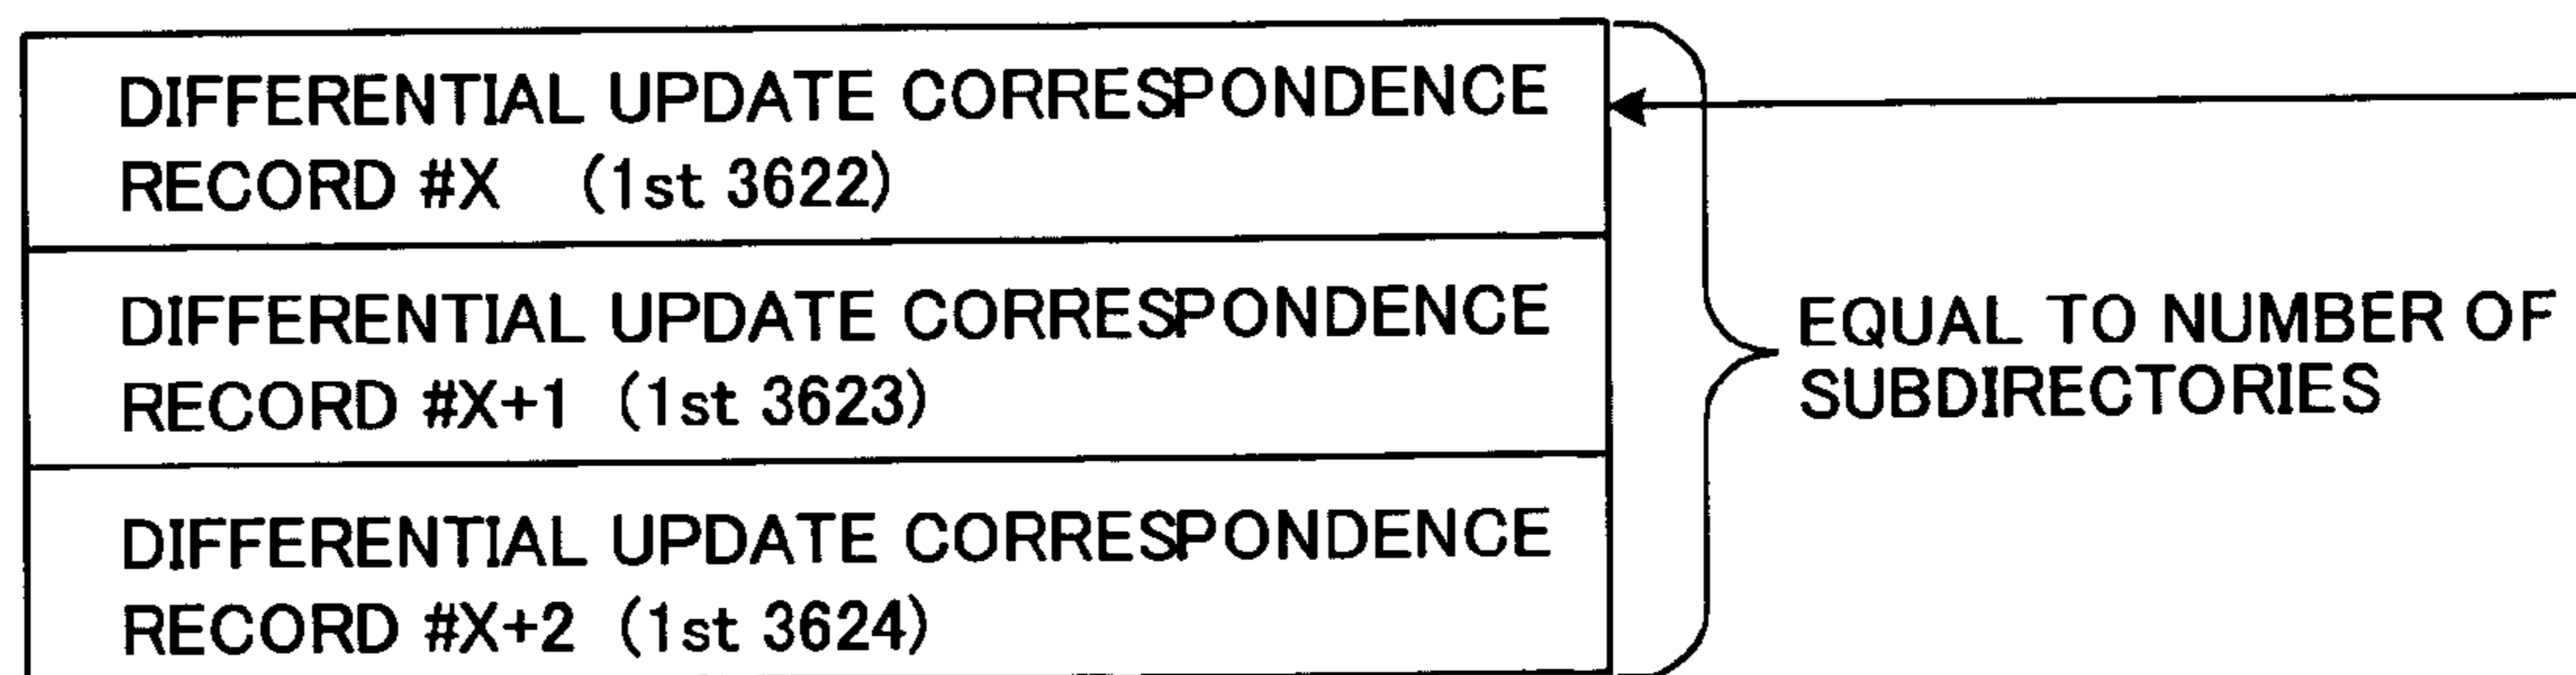 DIFFERENTIAL UPDATE CORRESPONDENCE
RECORD #X (1st 3622)
DIFFERENTIAL UPDATE CORRESPONDENCE
RECORD #X+1 (1st 3623)
DIFFERENTIAL UPDATE CORRESPONDENCE
RECORD #X+2 (1st 3624)
EQUAL TO NUMBER OF
SUBDIRECTORIES